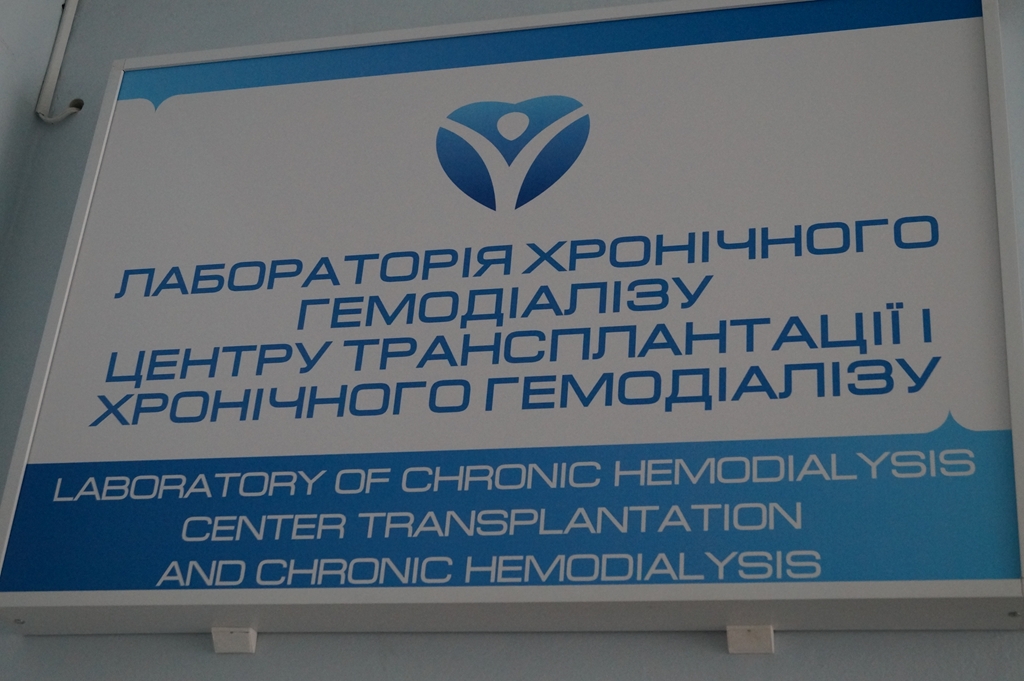 ЛАБОРАТОРІЯ ХРОНІЧНОГО
ГЕМОДІАЛІЗУ
ЦЕНТРУ ТРАНСПЛАНТАЦІЇ І
ХРОНІЧНОГО ГЕМОДІАЛІЗУ
LABORATORY OF CHRONIC HEMODIALYSIS
CENTER TRANSPLANTATION
AND CHRONIC HEMODIALYSIS